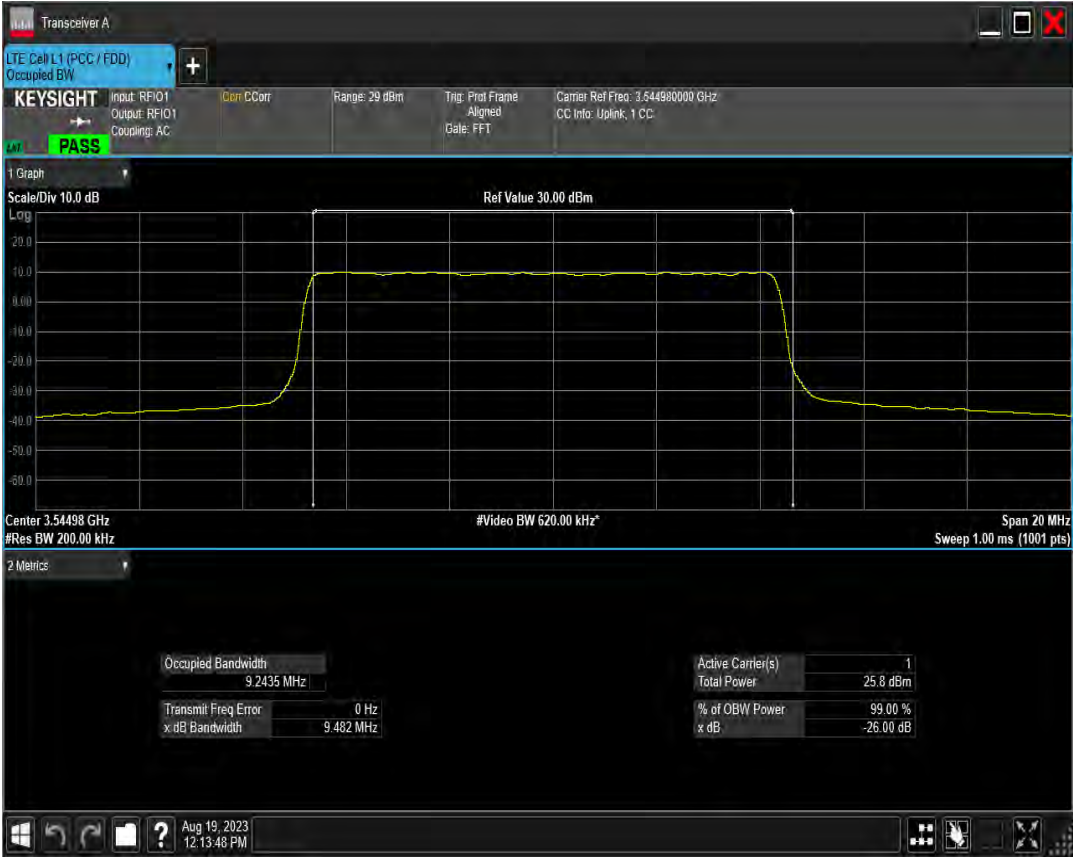 Transceiver A
LTE Cell L1 (PCC / FDD)
Occupied BW
+
KEYSIGHT
Input: RFIO1
Output: RFIO1
Coupling: AC
Corr CCorr
Range: 29 dBm
Trig: Prot Frame
Aligned
Gate: FFT
Carrier Ref Freq: 3.544980000 GHz
CC Info: Uplink, 1 CC
PASS
1 Graph
Scale/Div 10.0 dB
Ref Value 30.00 dBm
Log
20.0
10.0
0.00
-10.0
-20.0
-30.0
-40.0
-50.0
-60.0
Center 3.54498 GHz
#Video BW 620.00 kHz*
Span 20 MHz
#Res BW 200.00 kHz
Sweep 1.00 ms (1001 pts)
2 Metrics
Occupied Bandwidth
9.2435 MHz
Transmit Freq Error 0 Hz
x dB Bandwidth 9.482 MHz
Active Carrier(s) 1
Total Power 25.8 dBm
% of OBW Power 99.00 %
x dB -26.00 dB
?
Aug 19, 2023
12:13:48 PM